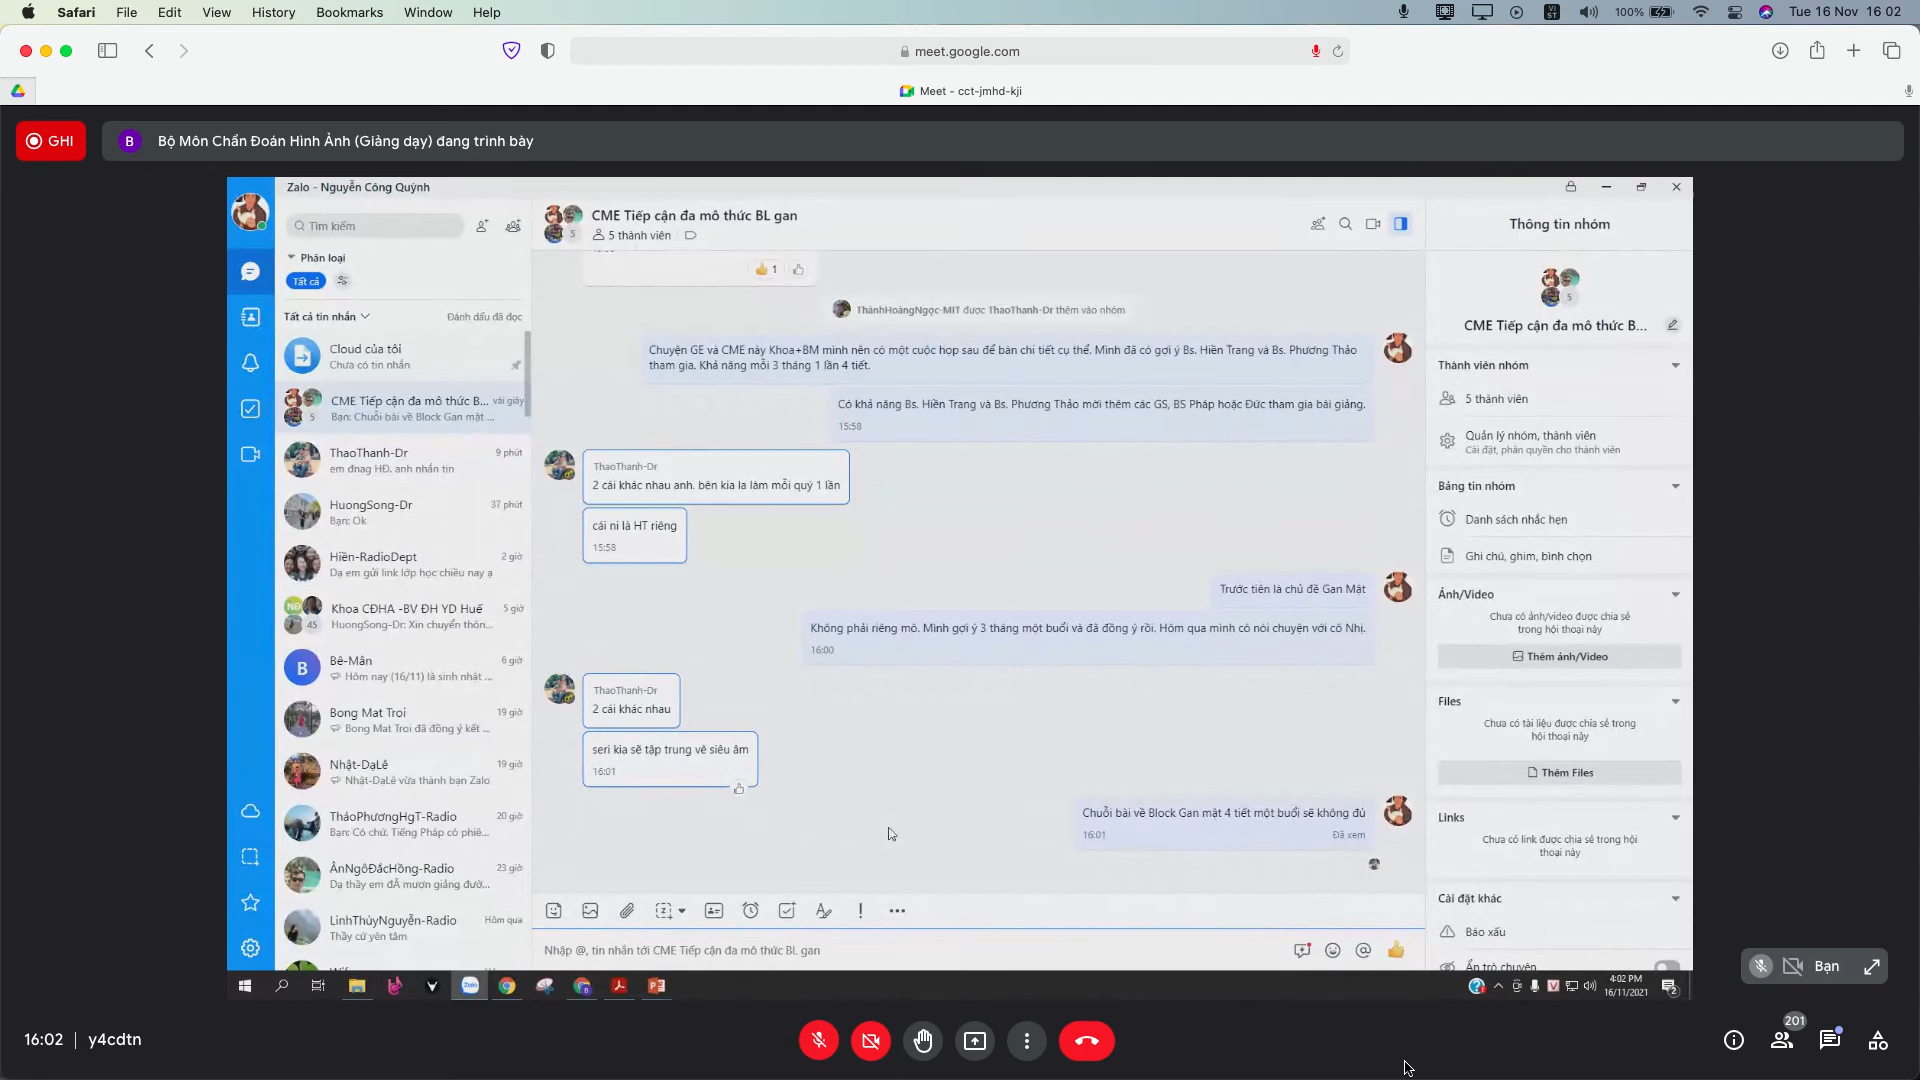 Safari File Edit View History Bookmarks Window Help
VI
ST
100%
Tue 16 Nov 16 02
meet.google.com
Meet - cct-jmhd-kji
GHI
B
Bộ Môn Chẩn Đoán Hình Ảnh (Giảng dạy) đang trình bày
Zalo - Nguyễn Công Quỳnh
Tìm kiếm
Phân loại
Tất cả
Tất cả tin nhắn
Đánh dấu đã đọc
Cloud của tôi
Chưa có tin nhắn
5
CME Tiếp cận đa mô thức B...
vài giây
Bạn: Chuỗi bài về Block Gan mật ...
ThaoThanh-Dr
9 phút
em đnag HĐ. anh nhắn tin
HuongSong-Dr
37 phút
Bạn: Ok
Hiền-RadioDept
2 giờ
Dạ em gửi link lớp học chiều nay ạ
NĐ
45
Khoa CĐHA -BV ĐH YD Huế
5 giờ
HuongSong-Dr: Xin chuyển thôn...
B
Bê-Mân
6 giờ
Hôm nay (16/11) là sinh nhật ...
Bong Mat Troi
19 giờ
Bong Mat Troi đã đồng ý kết ...
Nhật-DạLê
19 giờ
Nhật-DạLê vừa thành bạn Zalo
ThảoPhươngHgT-Radio
20 giờ
Bạn: Có chứ. Tiếng Pháp có phiê...
ÂnNgôĐắcHồng-Radio
23 giờ
Dạ thầy em đÃ mượn giảng đườ...
LinhThùyNguyễn-Radio
Hôm qua
Thầy cứ yên tâm
CME Tiếp cận đa mô thức BL gan
5
5 thành viên
1
ThánhHoàngNgọc-MIT được ThaoThanh-Dr thêm vào nhóm
Chuyện GE và CME này Khoa+BM mình nên có một cuộc họp sau để bàn chi tiết cụ thể. Mình đã có gợi ý Bs. Hiền Trang và Bs. Phương Thảo
tham gia. Khả năng mỗi 3 tháng 1 lần 4 tiết.
Có khả năng Bs. Hiền Trang và Bs. Phương Thảo mời thêm các GS, BS Pháp hoặc Đức tham gia bài giảng.
15:58
ThaoThanh-Dr
2 cái khác nhau anh. bên kia la làm mỗi quý 1 lần
cái ni là HT riêng
15:58
Trước tiên là chủ đề Gan Mật
Không phải riêng mô. Mình gợi ý 3 tháng một buổi và đã đồng ý rồi. Hôm qua mình có nói chuyện với cô Nhị.
16:00
ThaoThanh-Dr
2 cái khác nhau
seri kia sẽ tập trung về siêu âm
16:01
Chuỗi bài về Block Gan mật 4 tiết một buổi sẽ không đủ
16:01
Đã xem
Nhập @, tin nhắn tới CME Tiếp cận đa mô thức BL gan
Thông tin nhóm
5
CME Tiếp cận đa mô thức B...
Thành viên nhóm
5 thành viên
Quản lý nhóm, thành viên
Cài đặt, phân quyền cho thành viên
Bảng tin nhóm
Danh sách nhắc hẹn
Ghi chú, ghim, bình chọn
Ảnh/Video
Chưa có ảnh/video được chia sẻ
trong hội thoại này
Thêm ảnh/Video
Files
Chưa có tài liệu được chia sẻ trong
hội thoại này
Thêm Files
Links
Chưa có link được chia sẻ trong hội
thoại này
Cài đặt khác
Báo xấu
Ẩn trò chuyện
Zalo
4:02 PM
16/11/2021
2
Bạn
16:02 | y4cdtn
201